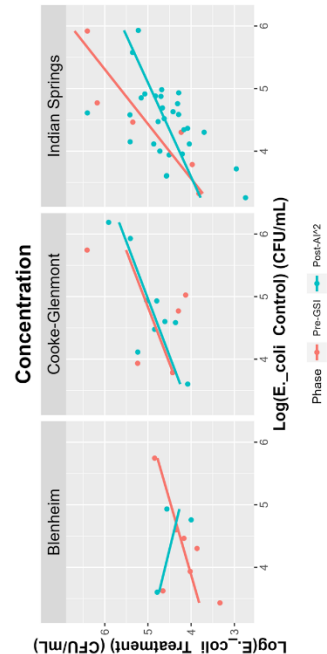 Concentration
Blenheim
Cooke-Glenmont
Indian Springs
Log(E._coli Treatment) (CFU/mL)
6
5
4
3
4
5
6
4
5
6
4
5
6
Log(E._coli Control) (CFU/mL)
Phase
Pre-GSI
Post-AI^2